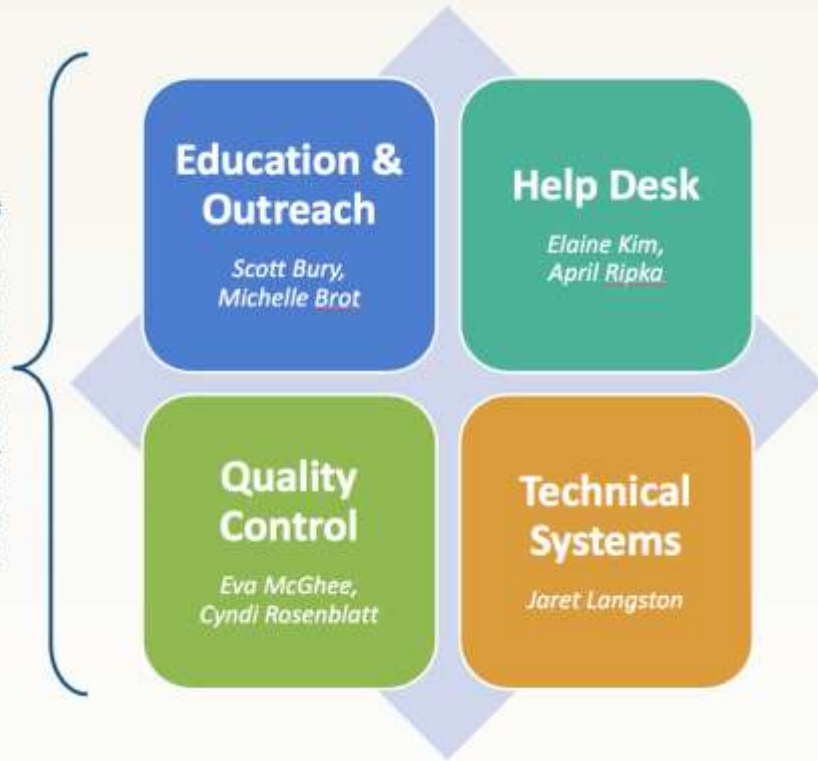 Education &
Outreach
Scott Bury,
Michelle Brot
Help Desk
Elaine Kim,
April Ripka
Quality
Control
Eva McGhee,
Cyndi Rosenblatt
Technical
Systems
Jaret Langston